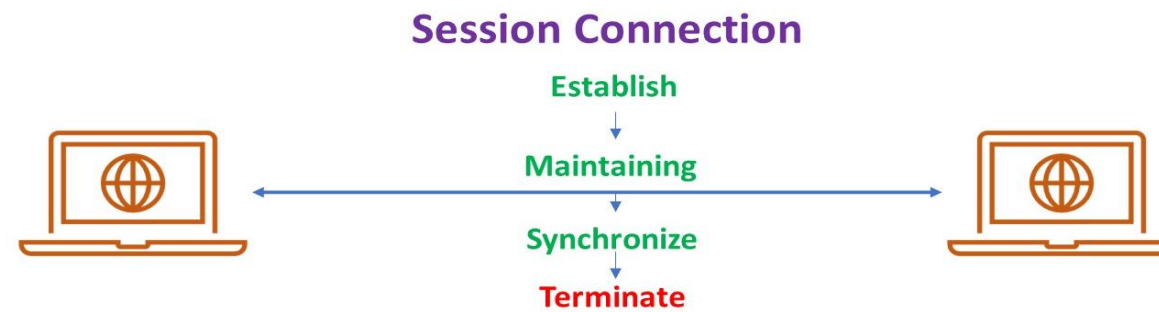 Session Connection
Establish
Maintaining
Synchronize
Terminate